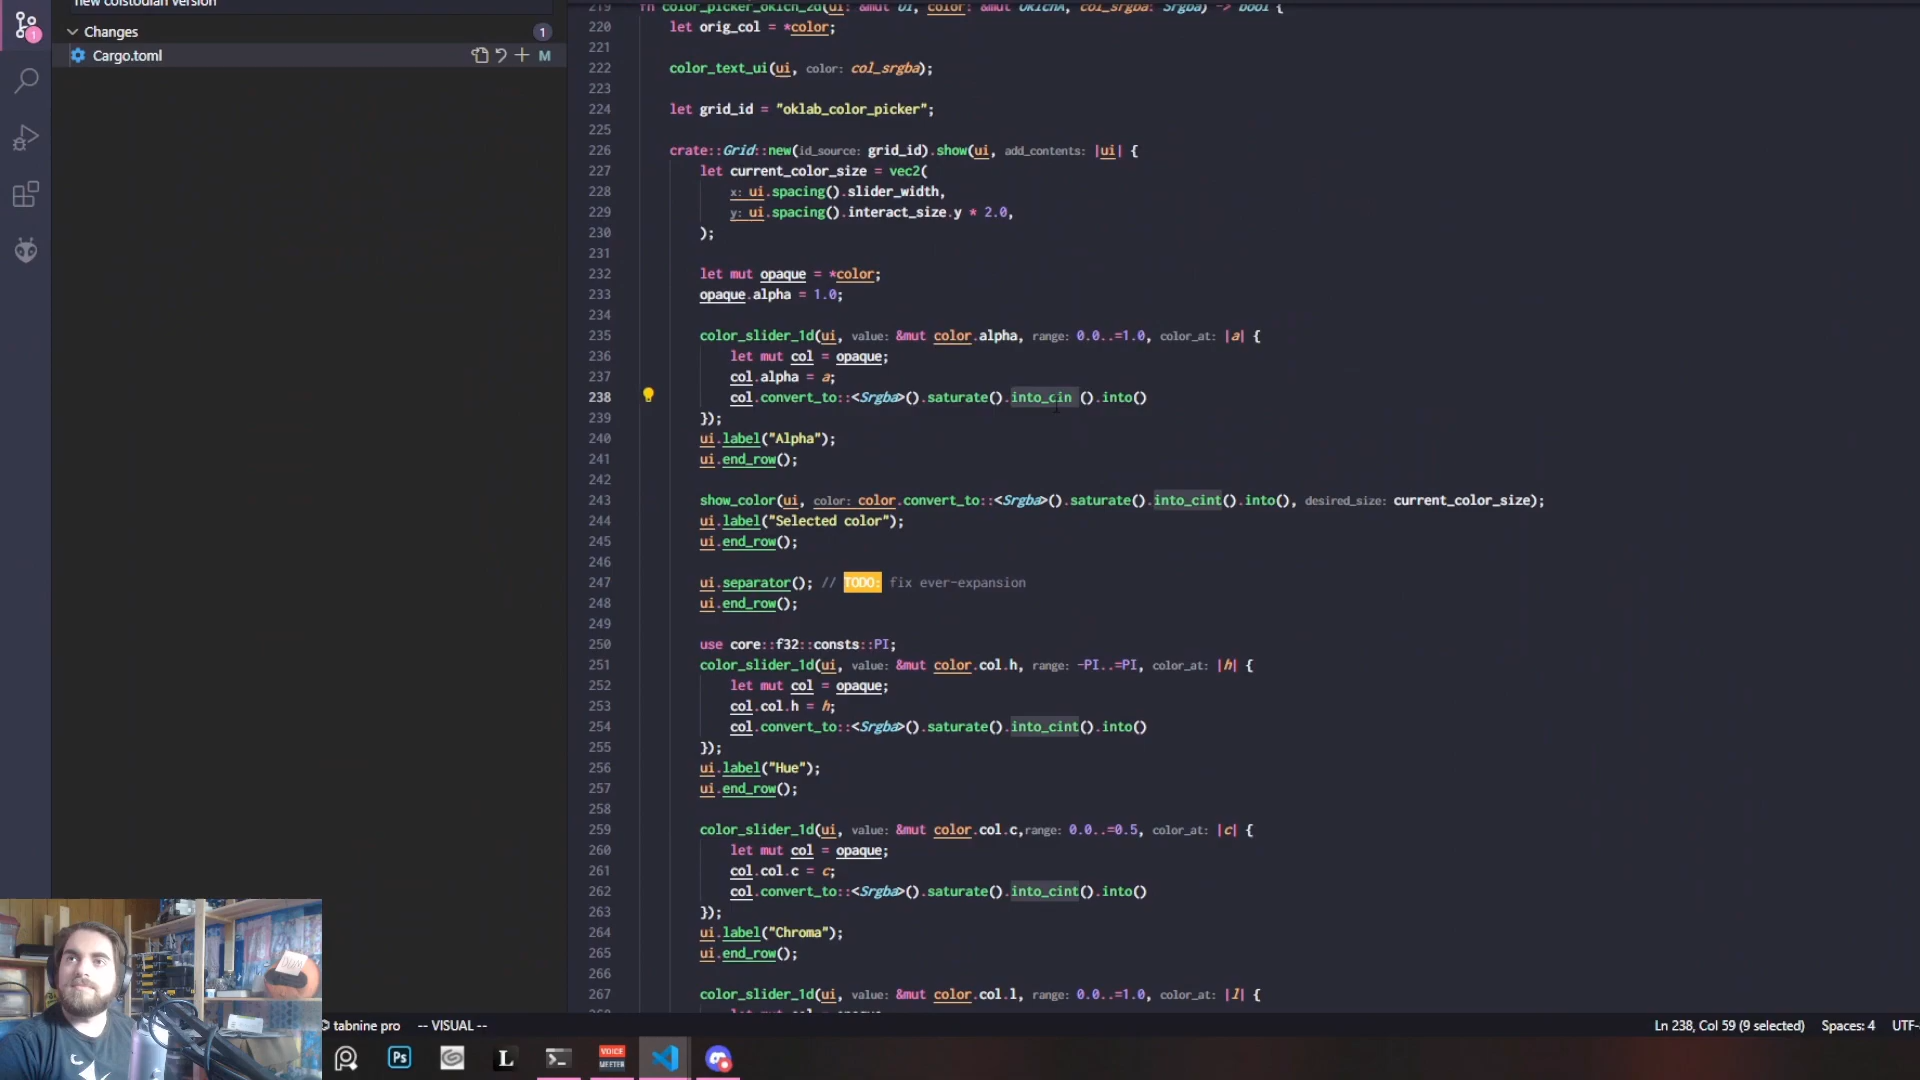 new colstodian version
Changes 1
Cargo.toml M
1
219 fn color_picker_oklch_2d(ui: &mut Ui, color: &mut OklchA, col_srgba: Srgba) -> bool {
220 let orig_col = *color;
221
222 color_text_ui(ui, color: col_srgba);
223
224 let grid_id = "oklab_color_picker";
225
226 crate::Grid::new(id_source: grid_id).show(ui, add_contents: |ui| {
227 let current_color_size = vec2(
228 x: ui.spacing().slider_width,
229 y: ui.spacing().interact_size.y * 2.0,
230 );
231
232 let mut opaque = *color;
233 opaque.alpha = 1.0;
234
235 color_slider_1d(ui, value: &mut color.alpha, range: 0.0..=1.0, color_at: |a| {
236 let mut col = opaque;
237 col.alpha = a;
238 col.convert_to::<Srgba>().saturate().into_cin ().into()
239 });
240 ui.label("Alpha");
241 ui.end_row();
242
243 show_color(ui, color: color.convert_to::<Srgba>().saturate().into_cint().into(), desired_size: current_color_size);
244 ui.label("Selected color");
245 ui.end_row();
246
247 ui.separator(); // TODO: fix ever-expansion
248 ui.end_row();
249
250 use core::f32::consts::PI;
251 color_slider_1d(ui, value: &mut color.col.h, range: -PI..=PI, color_at: |h| {
252 let mut col = opaque;
253 col.col.h = h;
254 col.convert_to::<Srgba>().saturate().into_cint().into()
255 });
256 ui.label("Hue");
257 ui.end_row();
258
259 color_slider_1d(ui, value: &mut color.col.c,range: 0.0..=0.5, color_at: |c| {
260 let mut col = opaque;
261 col.col.c = c;
262 col.convert_to::<Srgba>().saturate().into_cint().into()
263 });
264 ui.label("Chroma");
265 ui.end_row();
266
267 color_slider_1d(ui, value: &mut color.col.l, range: 0.0..=1.0, color_at: |l| {
tabnine pro -- VISUAL -- Ln 238, Col 59 (9 selected) Spaces: 4 UTF-
Ps L VOICE MEETER